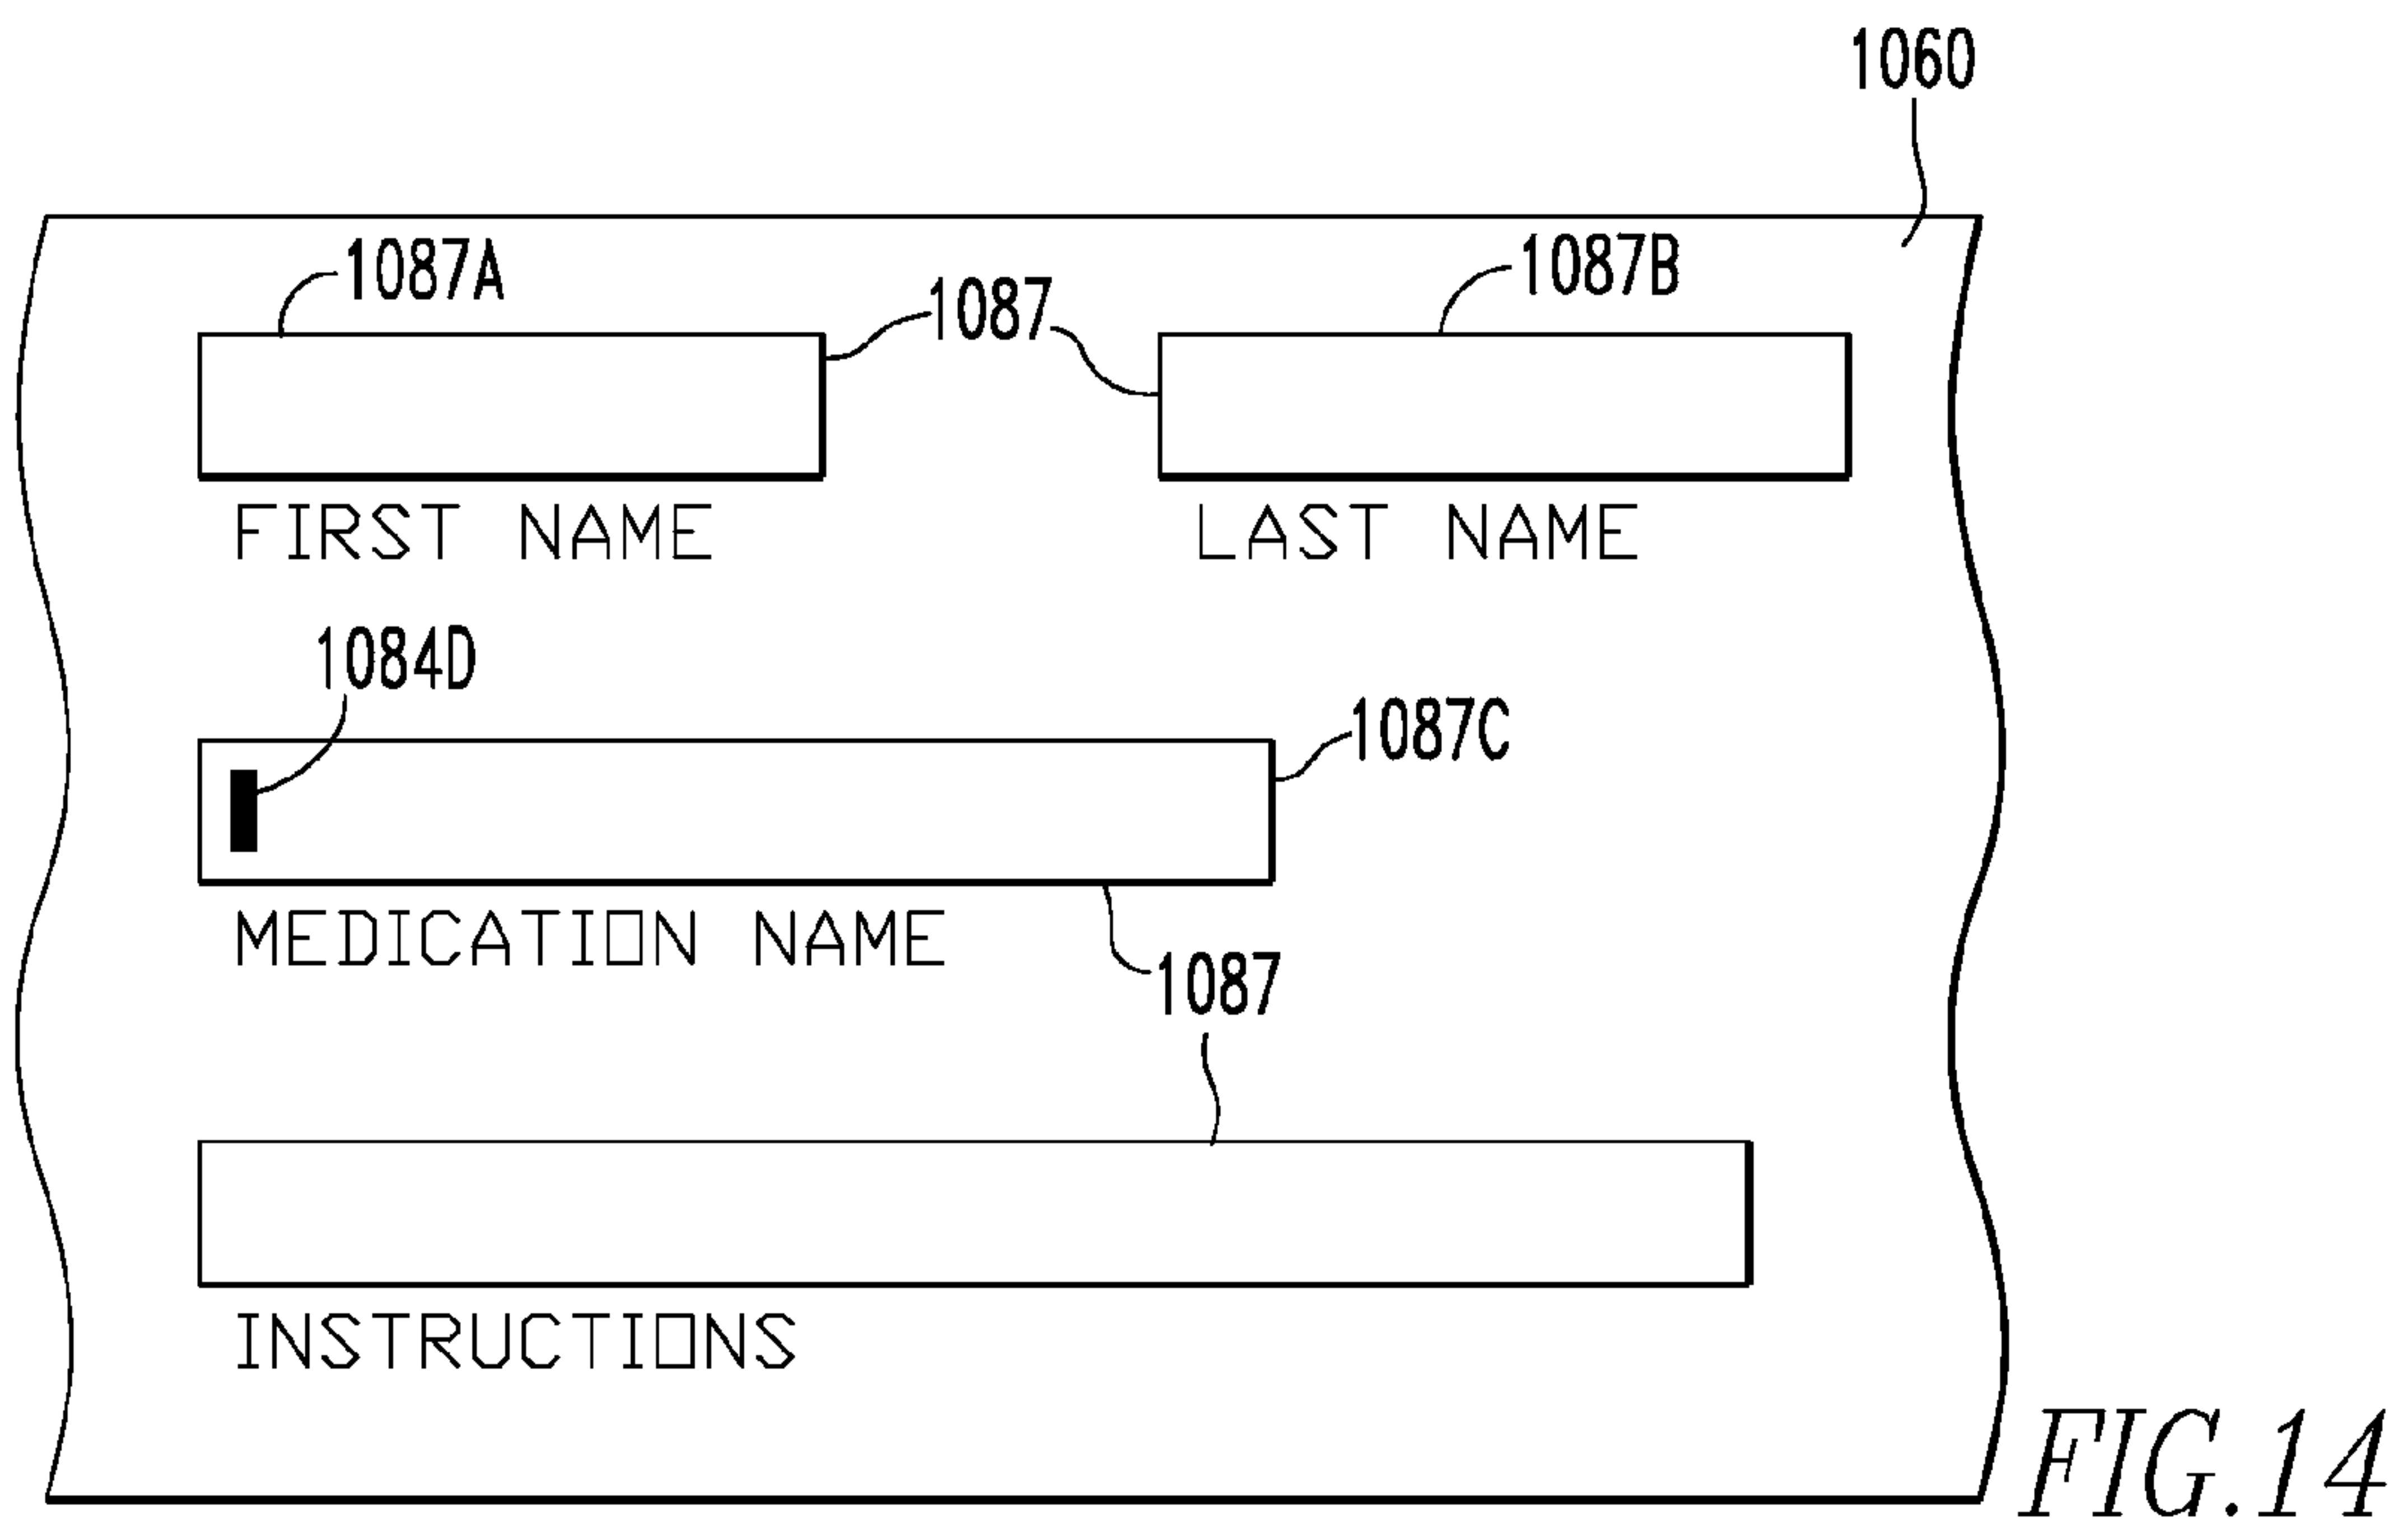 1060
1087A
1087
1087B
FIRST NAME
LAST NAME
1084D
1087C
MEDICATION NAME
1087
INSTRUCTIONS
FIG.14